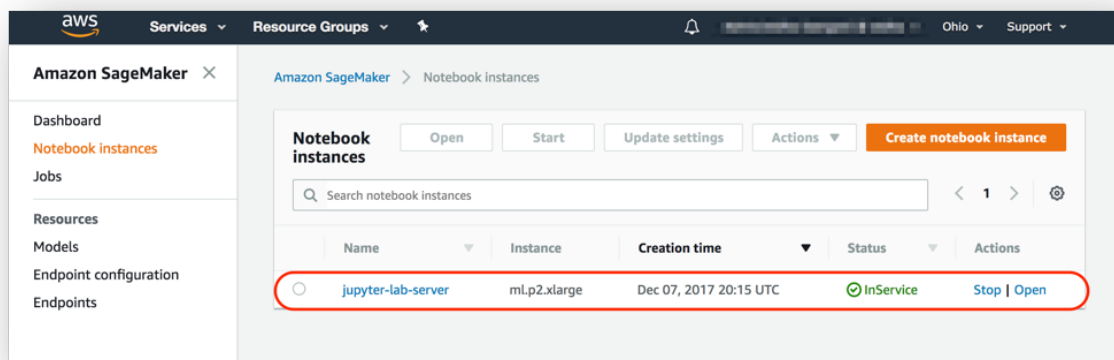 aws Services Resource Groups Ohio Support
Amazon SageMaker
Dashboard
Notebook instances
Jobs
Resources
Models
Endpoint configuration
Endpoints
Amazon SageMaker > Notebook instances
Notebook
instances
Open Start Update settings Actions Create notebook instance
Search notebook instances
< 1 >
Name Instance Creation time Status Actions
jupyter-lab-server ml.p2.xlarge Dec 07, 2017 20:15 UTC InService Stop | Open